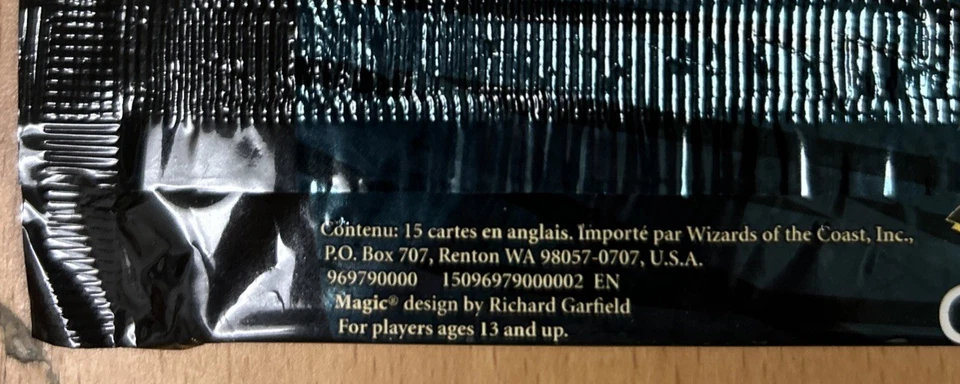 Contenu: 15 cartes en anglais. Importé par Wizards of the Coast, Inc.,
P.O. Box 707, Renton WA 98057-0707, U.S.A.
969790000 15096979000002 EN
Magic® design by Richard Garfield
For players ages 13 and up.